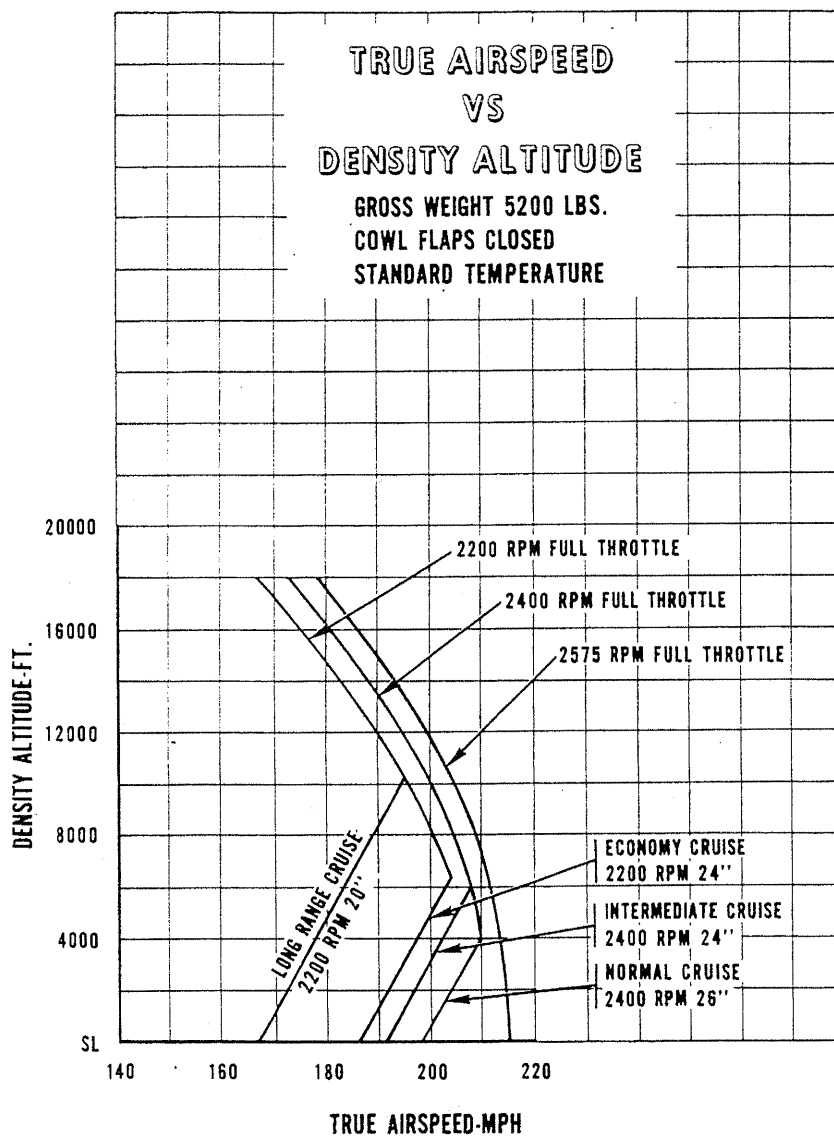 TRUE AIRSPEED
VS
DENSITY ALTITUDE
GROSS WEIGHT 5200 LBS.
COWL FLAPS CLOSED
STANDARD TEMPERATURE
DENSITY ALTITUDE-FT.
20000
16000
12000
8000
4000
SL
2200 RPM FULL THROTTLE
2400 RPM FULL THROTTLE
2575 RPM FULL THROTTLE
LONG RANGE CRUISE
2200 RPM 20"
ECONOMY CRUISE
2200 RPM 24"
INTERMEDIATE CRUISE
2400 RPM 24"
NORMAL CRUISE
2400 RPM 26"
140 160 180 200 220
TRUE AIRSPEED-MPH